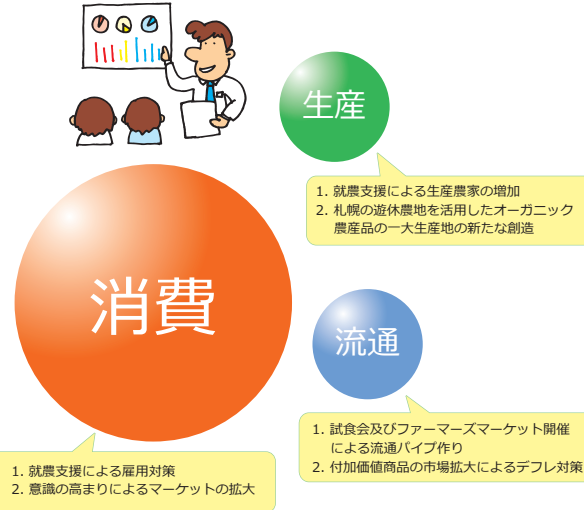 生産
1. 就農支援による生産農家の増加
2. 札幌の遊休農地を活用したオーガニック
農産品の一大生産地の新たな創造
消費
流通
1. 試食会及びファーマーズマーケット開催
による流通パイプ作り
2. 付加価値商品の市場拡大によるデフレ対策
1. 就農支援による雇用対策
2. 意識の高まりによるマーケットの拡大